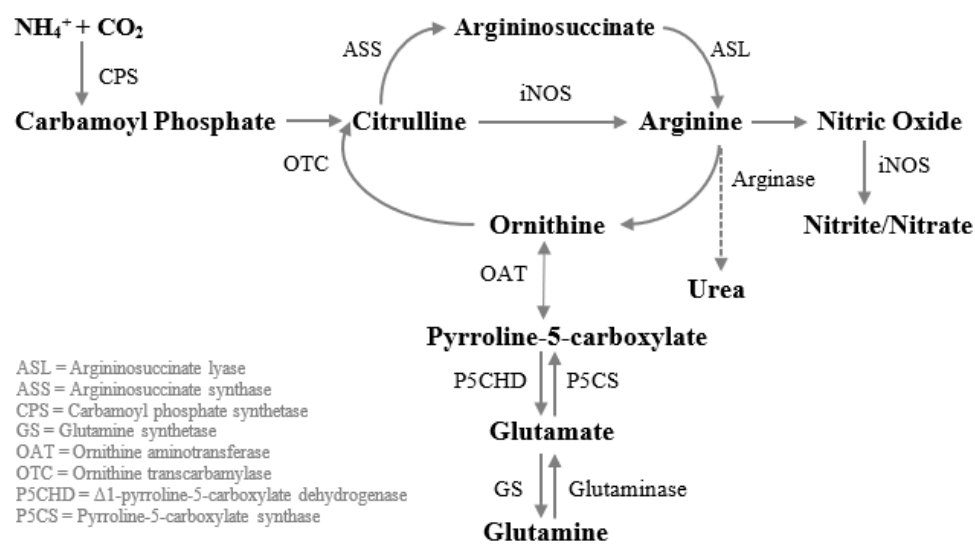 NH₄⁺ + CO₂
Argininosuccinate
ASS
ASL
CPS
iNOS
Carbamoyl Phosphate
Citrulline
Arginine
Nitric Oxide
OTC
Arginase
iNOS
Ornithine
Nitrite/Nitrate
OAT
Urea
Pyrroline-5-carboxylate
P5CHD
P5CS
Glutamate
GS
Glutaminase
Glutamine
ASL = Argininosuccinate lyase
ASS = Argininosuccinate synthase
CPS = Carbamoyl phosphate synthetase
GS = Glutamine synthetase
OAT = Ornithine aminotransferase
OTC = Ornithine transcarbamylase
P5CHD = Δ1-pyrroline-5-carboxylate dehydrogenase
P5CS = Pyrroline-5-carboxylate synthase